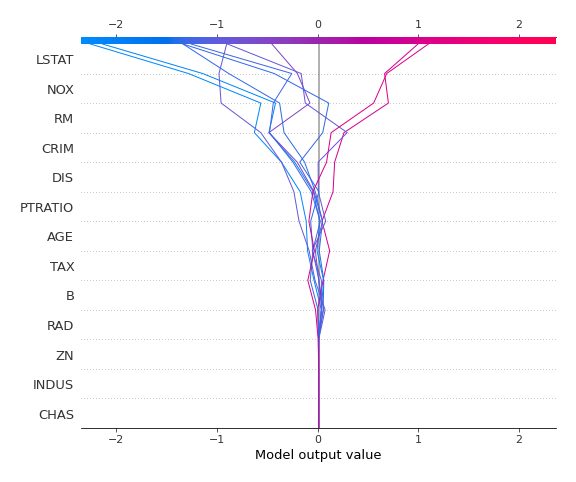 −2 −1 0 1 2
LSTAT
NOX
RM
CRIM
DIS
PTRATIO
AGE
TAX
B
RAD
ZN
INDUS
CHAS
−2 −1 0 1 2
Model output value